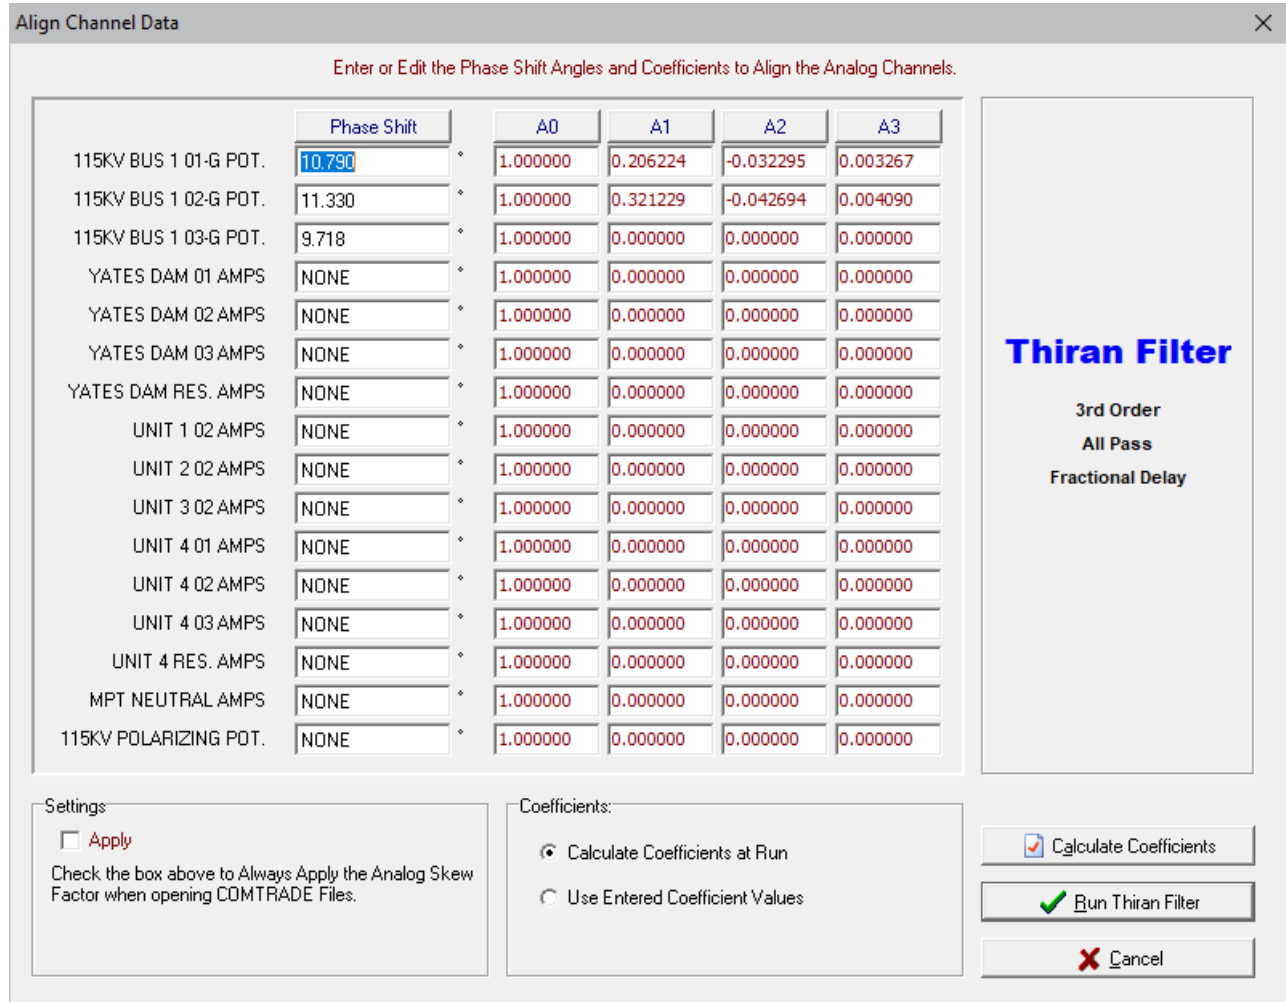 Align Channel Data
Enter or Edit the Phase Shift Angles and Coefficients to Align the Analog Channels.
Phase Shift A0 A1 A2 A3
115KV BUS 1 01-G POT. 10.790 ° 1.000000 0.206224 -0.032295 0.003267
115KV BUS 1 02-G POT. 11.330 ° 1.000000 0.321229 -0.042694 0.004090
115KV BUS 1 03-G POT. 9.718 ° 1.000000 0.000000 0.000000 0.000000
YATES DAM 01 AMPS NONE ° 1.000000 0.000000 0.000000 0.000000
YATES DAM 02 AMPS NONE ° 1.000000 0.000000 0.000000 0.000000
YATES DAM 03 AMPS NONE ° 1.000000 0.000000 0.000000 0.000000
YATES DAM RES. AMPS NONE ° 1.000000 0.000000 0.000000 0.000000
UNIT 1 02 AMPS NONE ° 1.000000 0.000000 0.000000 0.000000
UNIT 2 02 AMPS NONE ° 1.000000 0.000000 0.000000 0.000000
UNIT 3 02 AMPS NONE ° 1.000000 0.000000 0.000000 0.000000
UNIT 4 01 AMPS NONE ° 1.000000 0.000000 0.000000 0.000000
UNIT 4 02 AMPS NONE ° 1.000000 0.000000 0.000000 0.000000
UNIT 4 03 AMPS NONE ° 1.000000 0.000000 0.000000 0.000000
UNIT 4 RES. AMPS NONE ° 1.000000 0.000000 0.000000 0.000000
MPT NEUTRAL AMPS NONE ° 1.000000 0.000000 0.000000 0.000000
115KV POLARIZING POT. NONE ° 1.000000 0.000000 0.000000 0.000000
Thiran Filter
3rd Order
All Pass
Fractional Delay
Settings
Apply
Check the box above to Always Apply the Analog Skew
Factor when opening COMTRADE Files.
Coefficients:
Calculate Coefficients at Run
Use Entered Coefficient Values
Calculate Coefficients
Run Thiran Filter
Cancel